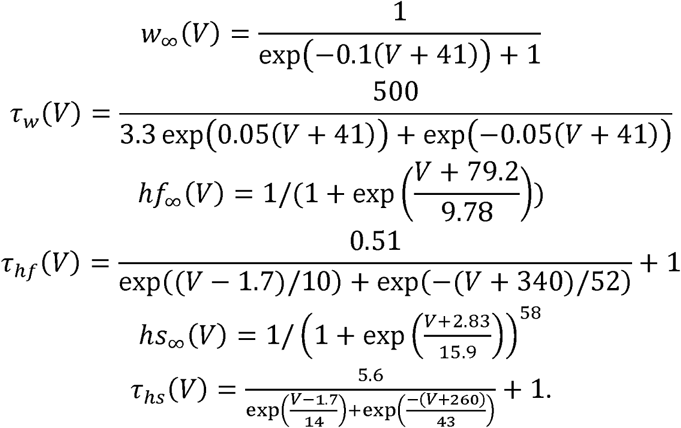 w∞(V) = 1/(exp(−0.1(V + 41)) + 1)
τw(V) = 500/(3.3 exp(0.05(V + 41)) + exp(−0.05(V + 41)))
hf∞(V) = 1/(1 + exp((V + 79.2)/9.78))
τhf(V) = 0.51/(exp((V − 1.7)/10) + exp(−(V + 340)/52)) + 1
hs∞(V) = 1/(1 + exp((V+2.83)/15.9))^58
τhs(V) = 5.6/(exp((V−1.7)/14)+exp(−(V+260)/43)) + 1.